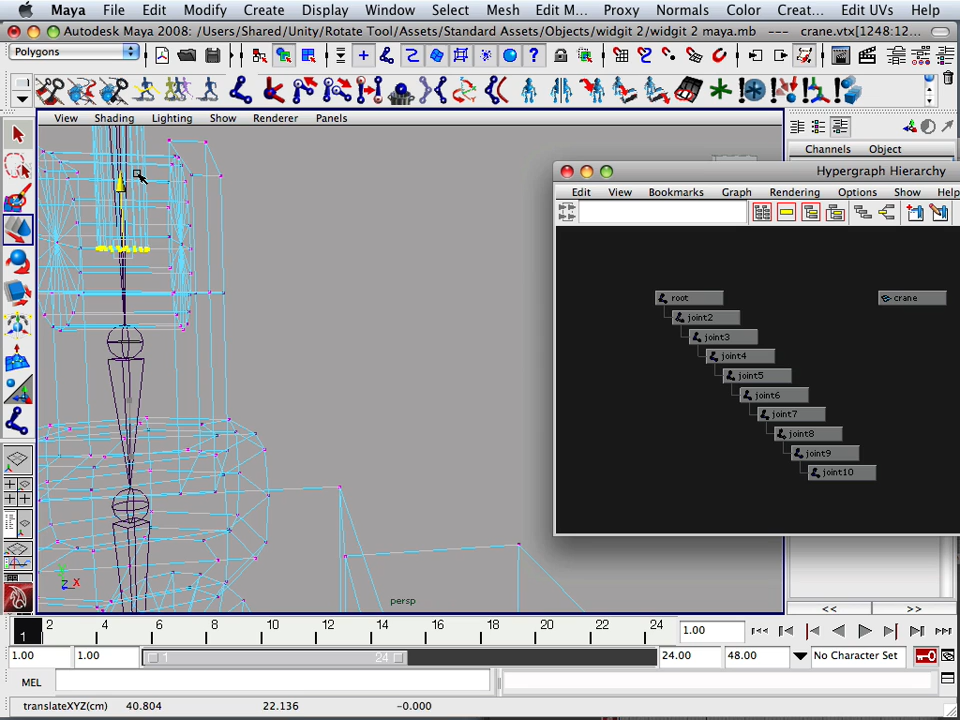 Maya File Edit Modify Create Display Window Select Mesh Edit M... Proxy Normals Color Creat... Edit UVs Help
Autodesk Maya 2008: /Users/Shared/Unity/Rotate Tool/Assets/Standard Assets/Objects/widgit 2/widgit 2 maya.mb --- crane.vtx[1248:12...
Polygons
View Shading Lighting Show Renderer Panels
Channels Object
Hypergraph Hierarchy
Edit View Bookmarks Graph Rendering Options Show Help
root
crane
joint2
joint3
joint4
joint5
joint6
joint7
joint8
joint9
joint10
Y
Z X
persp
<< >>
1 2 4 6 8 10 12 14 16 18 20 22 24 1.00
1.00 1.00 24 24.00 48.00 No Character Set
MEL
translateXYZ(cm) 40.804 22.136 -0.000